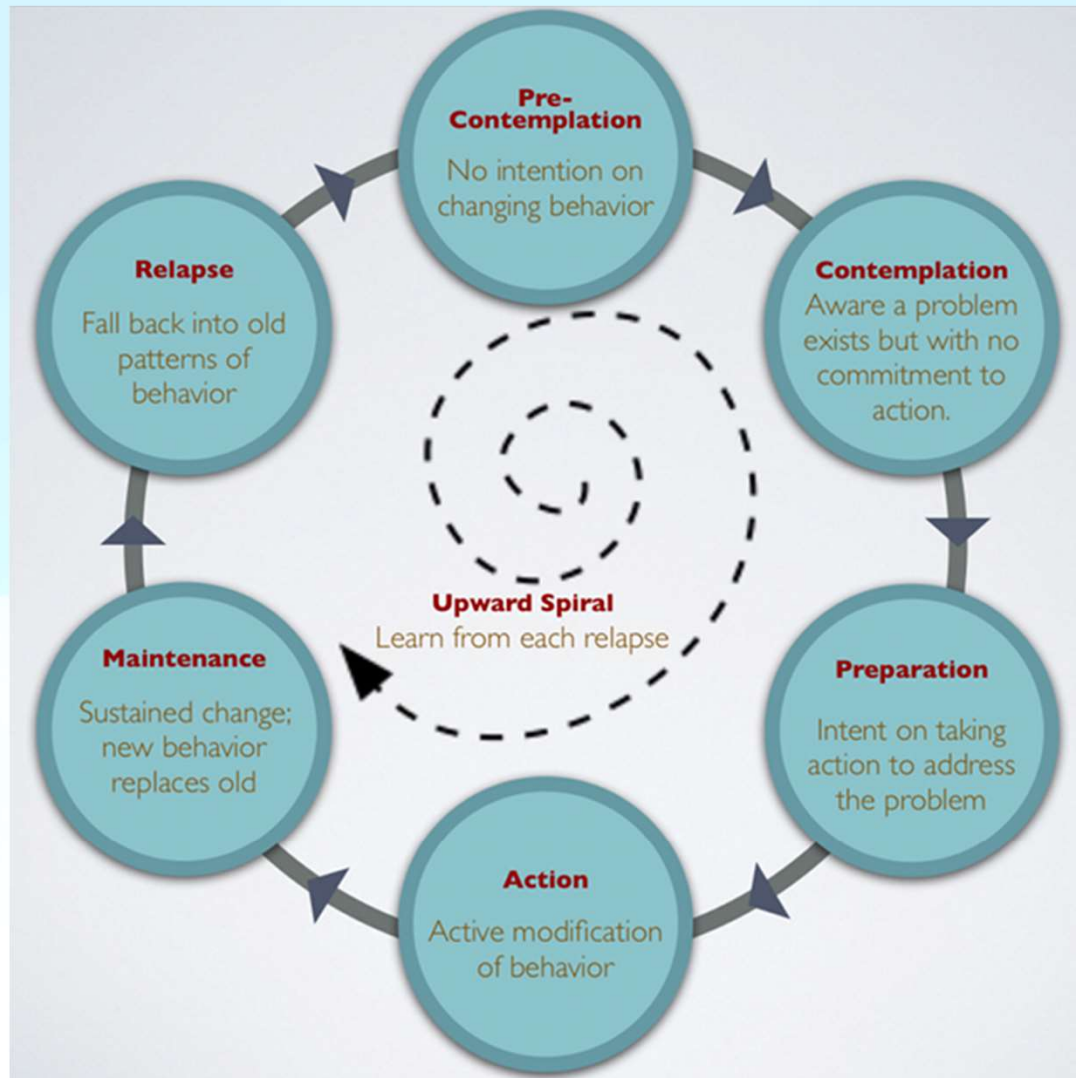 Pre-
Contemplation
No intention on
changing behavior
Contemplation
Aware a problem
exists but with no
commitment to
action.
Preparation
Intent on taking
action to address
the problem
Action
Active modification
of behavior
Maintenance
Sustained change;
new behavior
replaces old
Relapse
Fall back into old
patterns of
behavior
Upward Spiral
Learn from each relapse